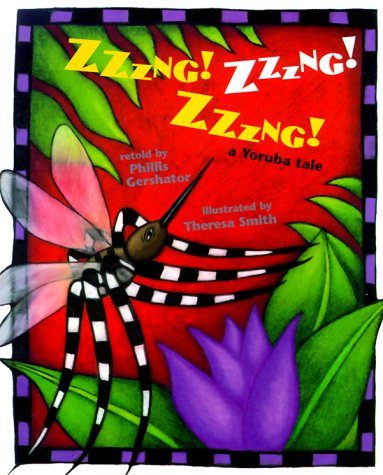 ZZZNG! ZZZNG!
ZZZNG!
a Yoruba tale
retold by
Phillis
Gershator
illustrated by
Theresa Smith